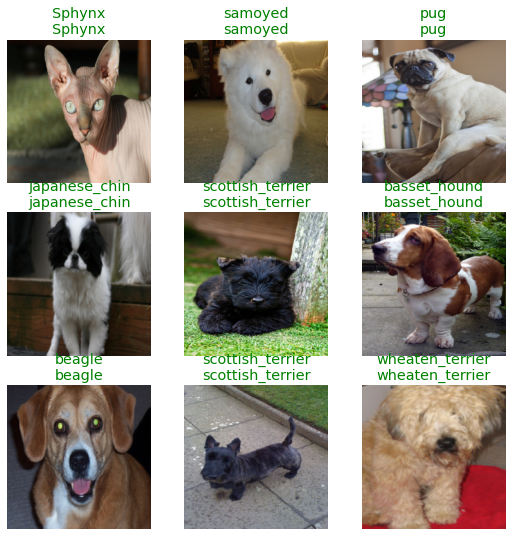 Sphynx
Sphynx
samoyed
samoyed
pug
pug
japanese_chin
japanese_chin
scottish_terrier
scottish_terrier
basset_hound
basset_hound
beagle
beagle
scottish_terrier
scottish_terrier
wheaten_terrier
wheaten_terrier